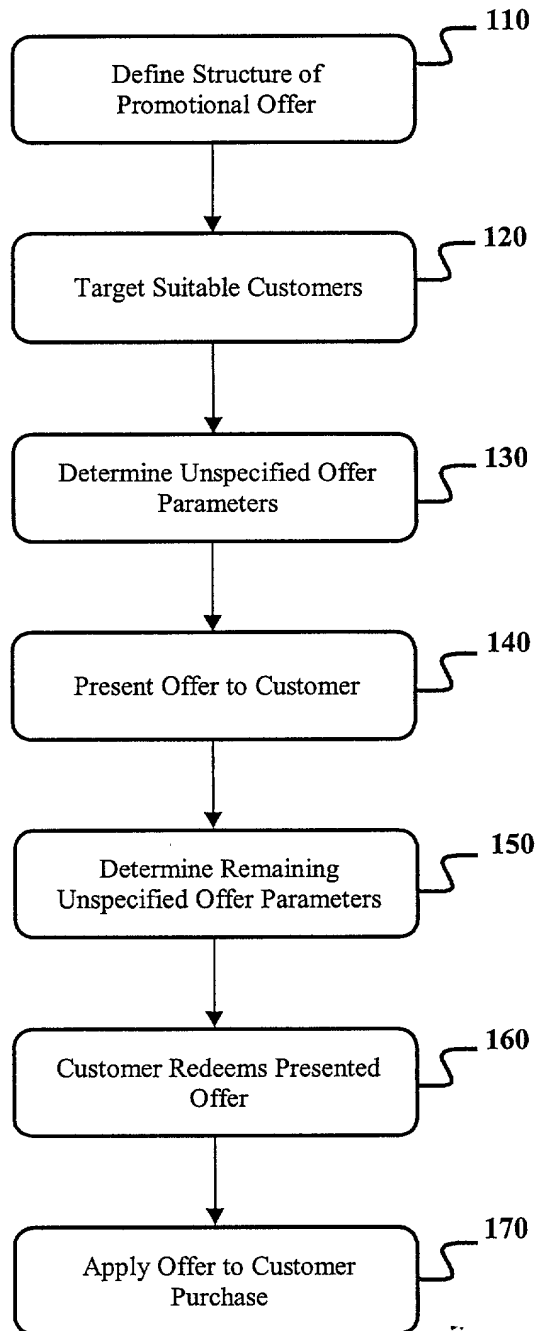 110
Define Structure of
Promotional Offer
120
Target Suitable Customers
130
Determine Unspecified Offer
Parameters
140
Present Offer to Customer
150
Determine Remaining
Unspecified Offer Parameters
160
Customer Redeems Presented
Offer
170
Apply Offer to Customer
Purchase